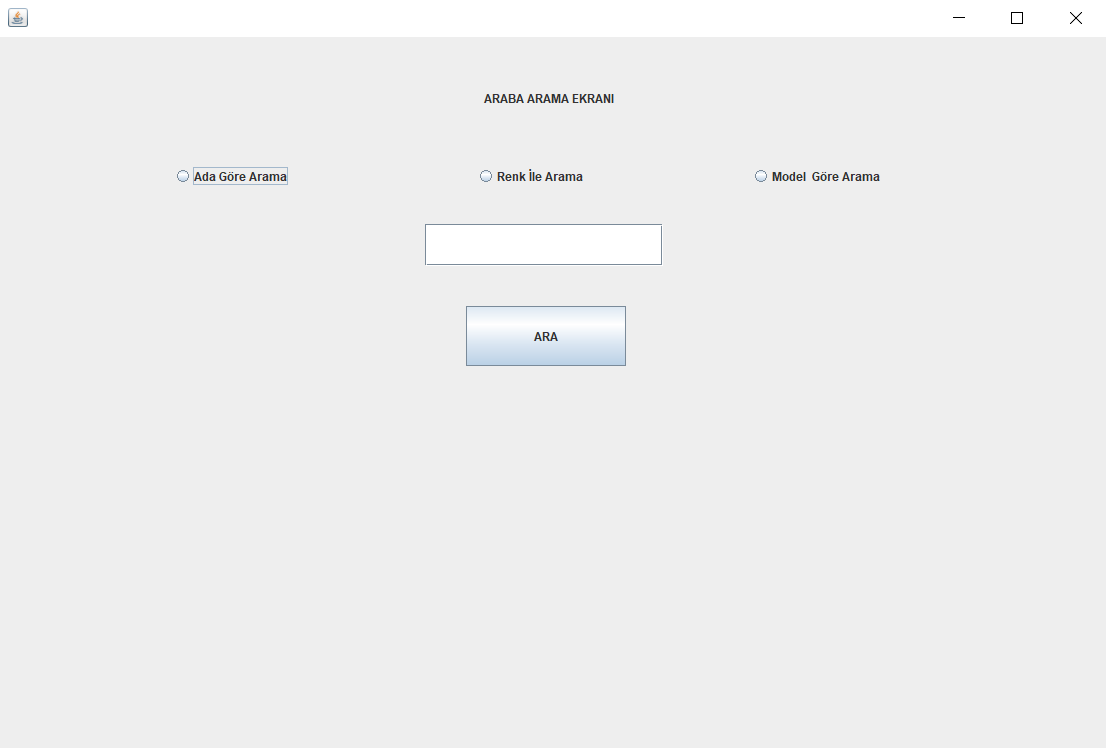 ARABA ARAMA EKRANI
Ada Göre Arama
Renk İle Arama
Model  Göre Arama
ARA